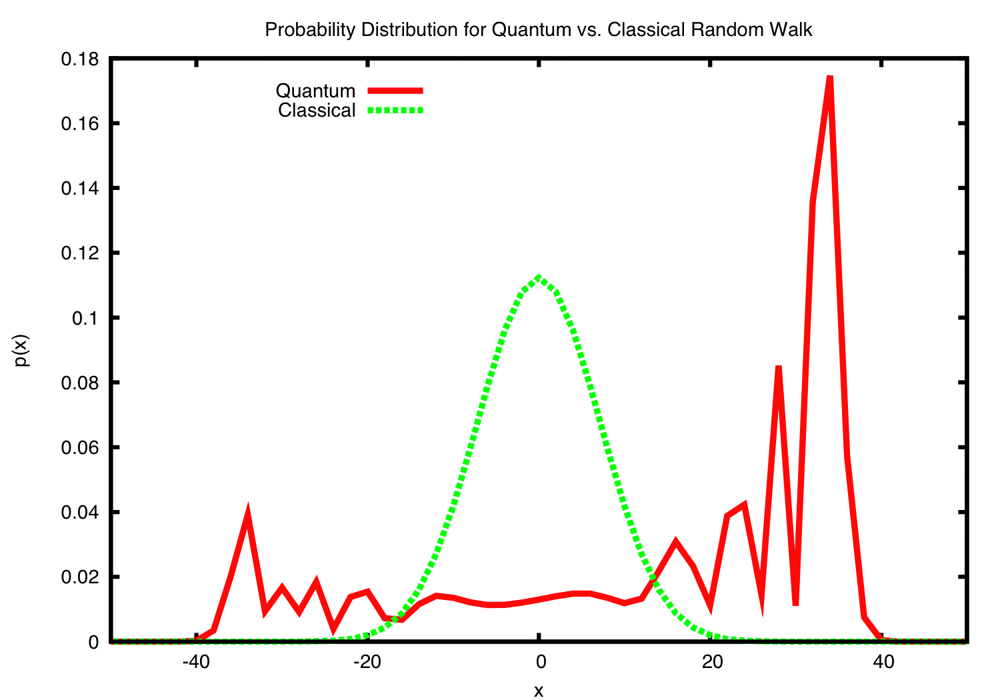 Probability Distribution for Quantum vs. Classical Random Walk
0.18
Quantum
Classical
0.16
0.14
0.12
0.1
p(x)
0.08
0.06
0.04
0.02
0
-40 -20 0 20 40
x